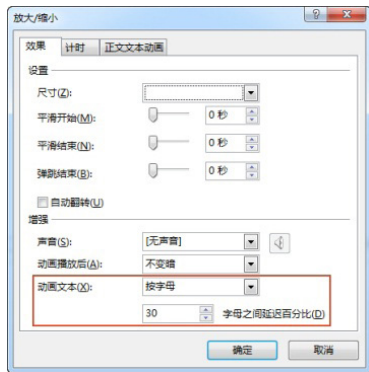 放大/缩小
效果 计时 正文文本动画
设置
尺寸(Z):
平滑开始(M): 0 秒
平滑结束(N): 0 秒
弹跳结束(B): 0 秒
自动翻转(U)
增强
声音(S): [无声音]
动画播放后(A): 不变暗
动画文本(X): 按字母
30 字母之间延迟百分比(D)
确定 取消